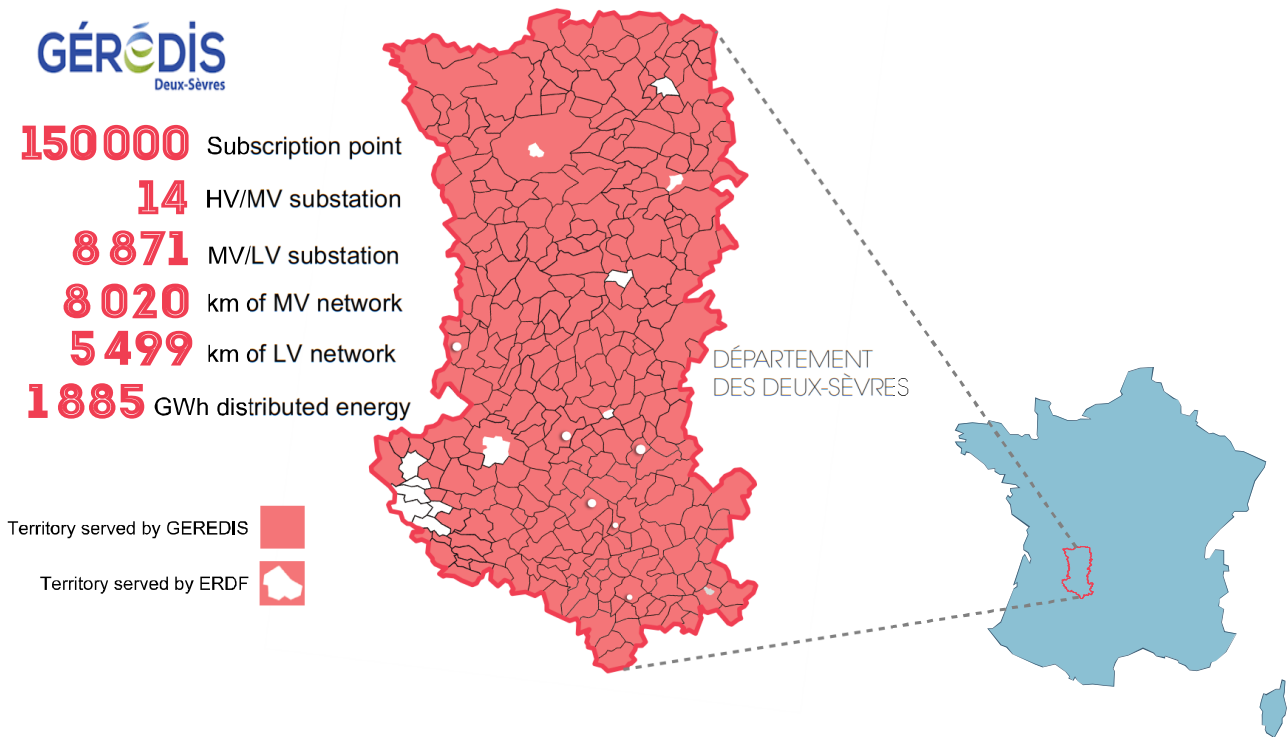 GÉRÉDIS
Deux-Sèvres
150 000 Subscription point
14 HV/MV substation
8 871 MV/LV substation
8 020 km of MV network
5 499 km of LV network
1 885 GWh distributed energy
DÉPARTEMENT
DES DEUX-SÈVRES
Territory served by GEREDIS
Territory served by ERDF